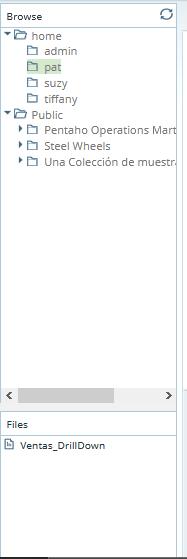 Browse
home
admin
pat
suzy
tiffany
Public
Pentaho Operations Mart
Steel Wheels
Una Colección de muestra
Files
Ventas_DrillDown